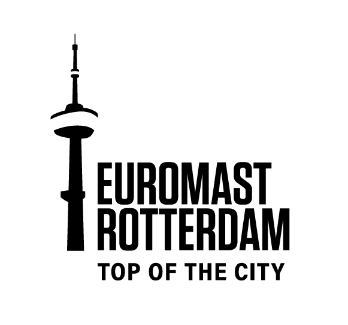 EUROMAST
ROTTERDAM
TOP OF THE CITY